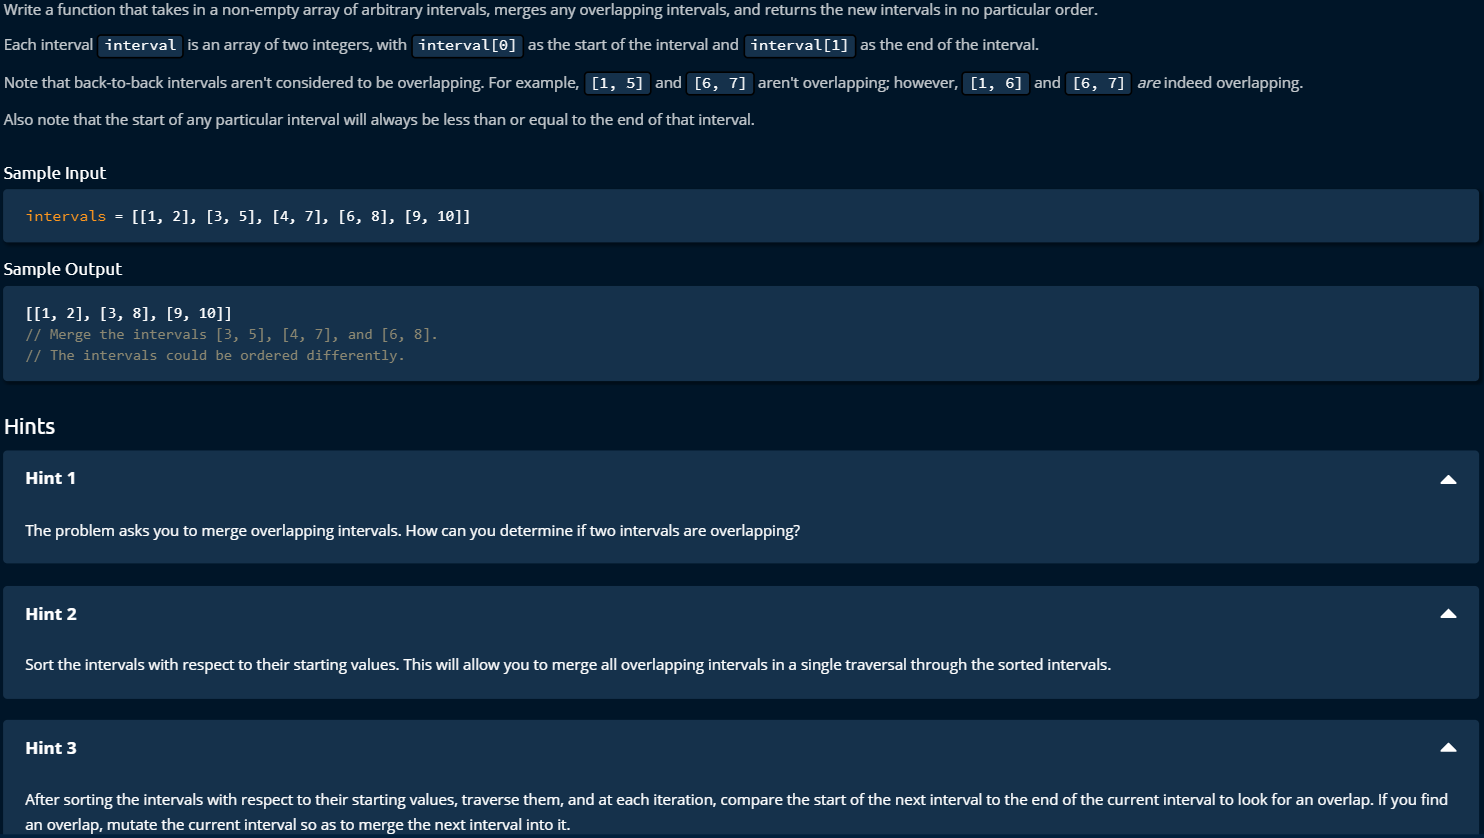 Write a function that takes in a non-empty array of arbitrary intervals, merges any overlapping intervals, and returns the new intervals in no particular order.
Each interval interval is an array of two integers, with interval[0] as the start of the interval and interval[1] as the end of the interval.
Note that back-to-back intervals aren't considered to be overlapping. For example, [1, 5] and [6, 7] aren't overlapping; however, [1, 6] and [6, 7] are indeed overlapping.
Also note that the start of any particular interval will always be less than or equal to the end of that interval.
Sample Input
intervals = [[1, 2], [3, 5], [4, 7], [6, 8], [9, 10]]
Sample Output
[[1, 2], [3, 8], [9, 10]]
// Merge the intervals [3, 5], [4, 7], and [6, 8].
// The intervals could be ordered differently.
Hints
Hint 1
The problem asks you to merge overlapping intervals. How can you determine if two intervals are overlapping?
Hint 2
Sort the intervals with respect to their starting values. This will allow you to merge all overlapping intervals in a single traversal through the sorted intervals.
Hint 3
After sorting the intervals with respect to their starting values, traverse them, and at each iteration, compare the start of the next interval to the end of the current interval to look for an overlap. If you find
an overlap, mutate the current interval so as to merge the next interval into it.